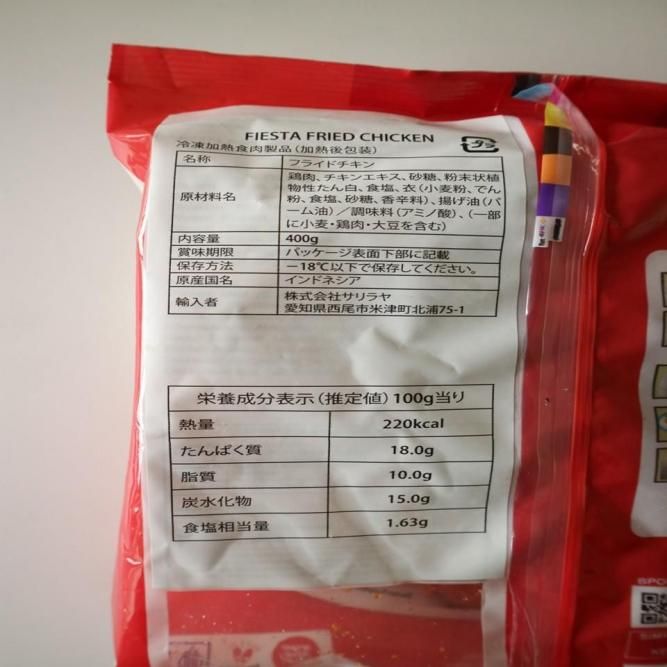 FIESTA FRIED CHICKEN
プラ
冷凍加熱食肉製品(加熱後包装)
名称 フライドチキン
原材料名 鶏肉、チキンエキス、砂糖、粉末状植
物性たん白、食塩、衣(小麦粉、でん
粉、食塩、砂糖、香辛料)、揚げ油(パ
ーム油)/調味料(アミノ酸)、(一部
に小麦・鶏肉・大豆を含む)
内容量 400g
賞味期限 パッケージ表面下部に記載
保存方法 -18℃以下で保存してください。
原産国名 インドネシア
輸入者 株式会社サリラヤ
愛知県西尾市米津町北浦75-1
栄養成分表示(推定値)100g当り
熱量 220kcal
たんぱく質 18.0g
脂質 10.0g
炭水化物 15.0g
食塩相当量 1.63g